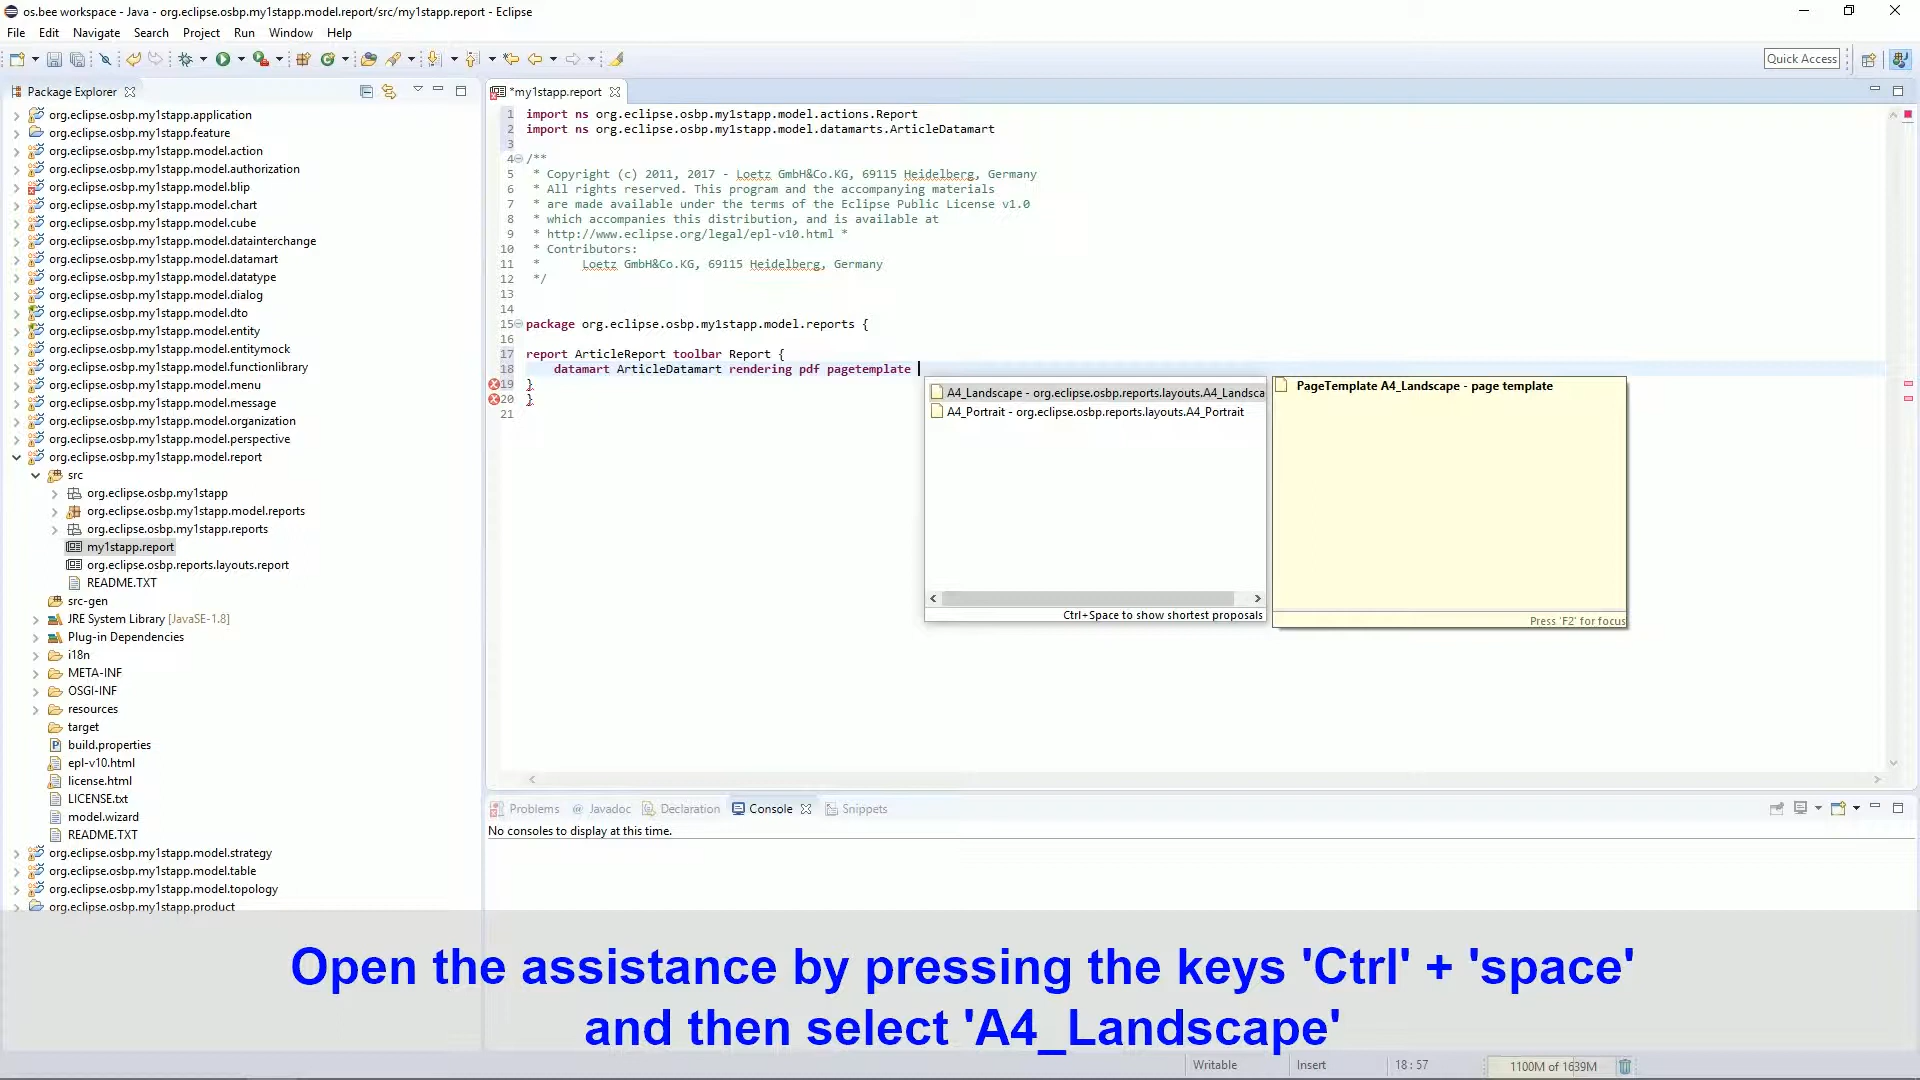 os.bee workspace - Java - org.eclipse.osbp.my1stapp.model.report/src/my1stapp.report - Eclipse
File Edit Navigate Search Project Run Window Help
Quick Access
Package Explorer
org.eclipse.osbp.my1stapp.application
org.eclipse.osbp.my1stapp.feature
org.eclipse.osbp.my1stapp.model.action
org.eclipse.osbp.my1stapp.model.authorization
org.eclipse.osbp.my1stapp.model.blip
org.eclipse.osbp.my1stapp.model.chart
org.eclipse.osbp.my1stapp.model.cube
org.eclipse.osbp.my1stapp.model.datainterchange
org.eclipse.osbp.my1stapp.model.datamart
org.eclipse.osbp.my1stapp.model.datatype
org.eclipse.osbp.my1stapp.model.dialog
org.eclipse.osbp.my1stapp.model.dto
org.eclipse.osbp.my1stapp.model.entity
org.eclipse.osbp.my1stapp.model.entitymock
org.eclipse.osbp.my1stapp.model.functionlibrary
org.eclipse.osbp.my1stapp.model.menu
org.eclipse.osbp.my1stapp.model.message
org.eclipse.osbp.my1stapp.model.organization
org.eclipse.osbp.my1stapp.model.perspective
org.eclipse.osbp.my1stapp.model.report
src
org.eclipse.osbp.my1stapp
org.eclipse.osbp.my1stapp.model.reports
org.eclipse.osbp.my1stapp.reports
my1stapp.report
org.eclipse.osbp.reports.layouts.report
README.TXT
src-gen
JRE System Library [JavaSE-1.8]
Plug-in Dependencies
i18n
META-INF
OSGI-INF
resources
target
build.properties
epl-v10.html
license.html
LICENSE.txt
model.wizard
README.TXT
org.eclipse.osbp.my1stapp.model.strategy
org.eclipse.osbp.my1stapp.model.table
org.eclipse.osbp.my1stapp.model.topology
org.eclipse.osbp.my1stapp.product
*my1stapp.report
1 import ns org.eclipse.osbp.my1stapp.model.actions.Report
2 import ns org.eclipse.osbp.my1stapp.model.datamarts.ArticleDatamart
3
4 /**
5 * Copyright (c) 2011, 2017 - Loetz GmbH&Co.KG, 69115 Heidelberg, Germany
6 * All rights reserved. This program and the accompanying materials
7 * are made available under the terms of the Eclipse Public License v1.0
8 * which accompanies this distribution, and is available at
9 * http://www.eclipse.org/legal/epl-v10.html *
10 * Contributors:
11 * Loetz GmbH&Co.KG, 69115 Heidelberg, Germany
12 */
13
14
15 package org.eclipse.osbp.my1stapp.model.reports {
16
17 report ArticleReport toolbar Report {
18 datamart ArticleDatamart rendering pdf pagetemplate
19 }
20 }
21
A4_Landscape - org.eclipse.osbp.reports.layouts.A4_Landsca
A4_Portrait - org.eclipse.osbp.reports.layouts.A4_Portrait
Ctrl+Space to show shortest proposals
PageTemplate A4_Landscape - page template
Press 'F2' for focus
Problems @ Javadoc Declaration Console Snippets
No consoles to display at this time.
Open the assistance by pressing the keys 'Ctrl' + 'space'
and then select 'A4_Landscape'
Writable Insert 18 : 57 1100M of 1639M